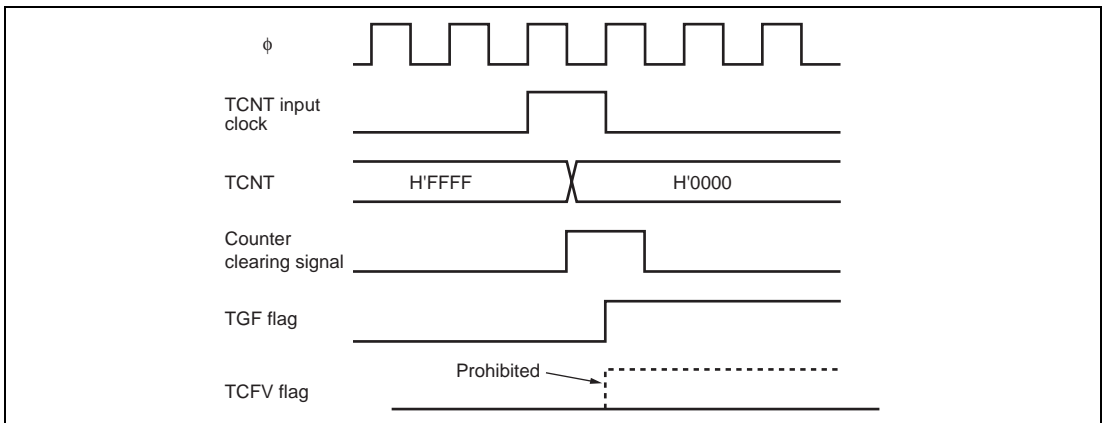 φ
TCNT input
clock
TCNT
H'FFFF
H'0000
Counter
clearing signal
TGF flag
Prohibited
TCFV flag